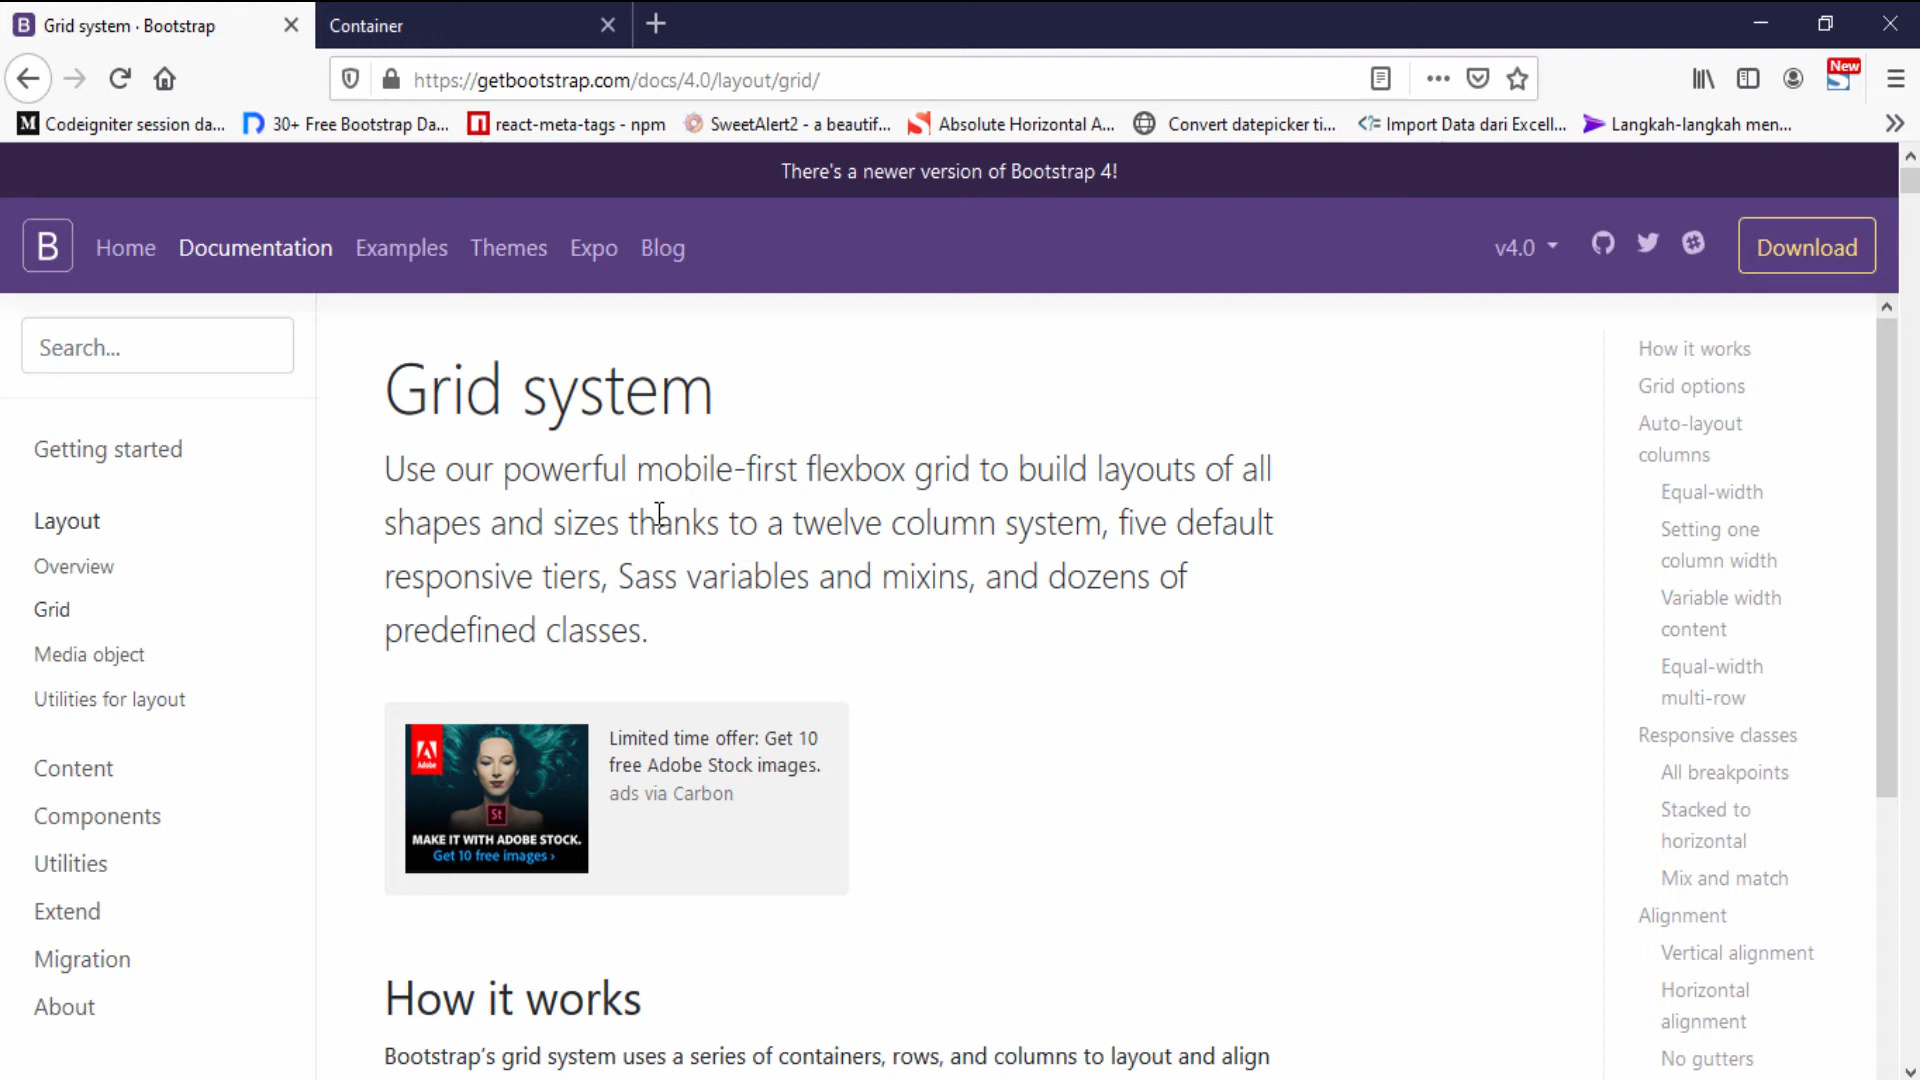 Grid system · Bootstrap
Container
https://getbootstrap.com/docs/4.0/layout/grid/
New
Codeigniter session da...
30+ Free Bootstrap Da...
react-meta-tags - npm
SweetAlert2 - a beautif...
Absolute Horizontal A...
Convert datepicker ti...
Import Data dari Excell...
Langkah-langkah men...
There's a newer version of Bootstrap 4!
B
Home
Documentation
Examples
Themes
Expo
Blog
v4.0
Download
Search...
Getting started
Layout
Overview
Grid
Media object
Utilities for layout
Content
Components
Utilities
Extend
Migration
About
Grid system
Use our powerful mobile-first flexbox grid to build layouts of all
shapes and sizes thanks to a twelve column system, five default
responsive tiers, Sass variables and mixins, and dozens of
predefined classes.
Adobe
St
MAKE IT WITH ADOBE STOCK.
Get 10 free images ›
Limited time offer: Get 10
free Adobe Stock images.
ads via Carbon
How it works
Bootstrap’s grid system uses a series of containers, rows, and columns to layout and align
How it works
Grid options
Auto-layout
columns
Equal-width
Setting one
column width
Variable width
content
Equal-width
multi-row
Responsive classes
All breakpoints
Stacked to
horizontal
Mix and match
Alignment
Vertical alignment
Horizontal
alignment
No gutters